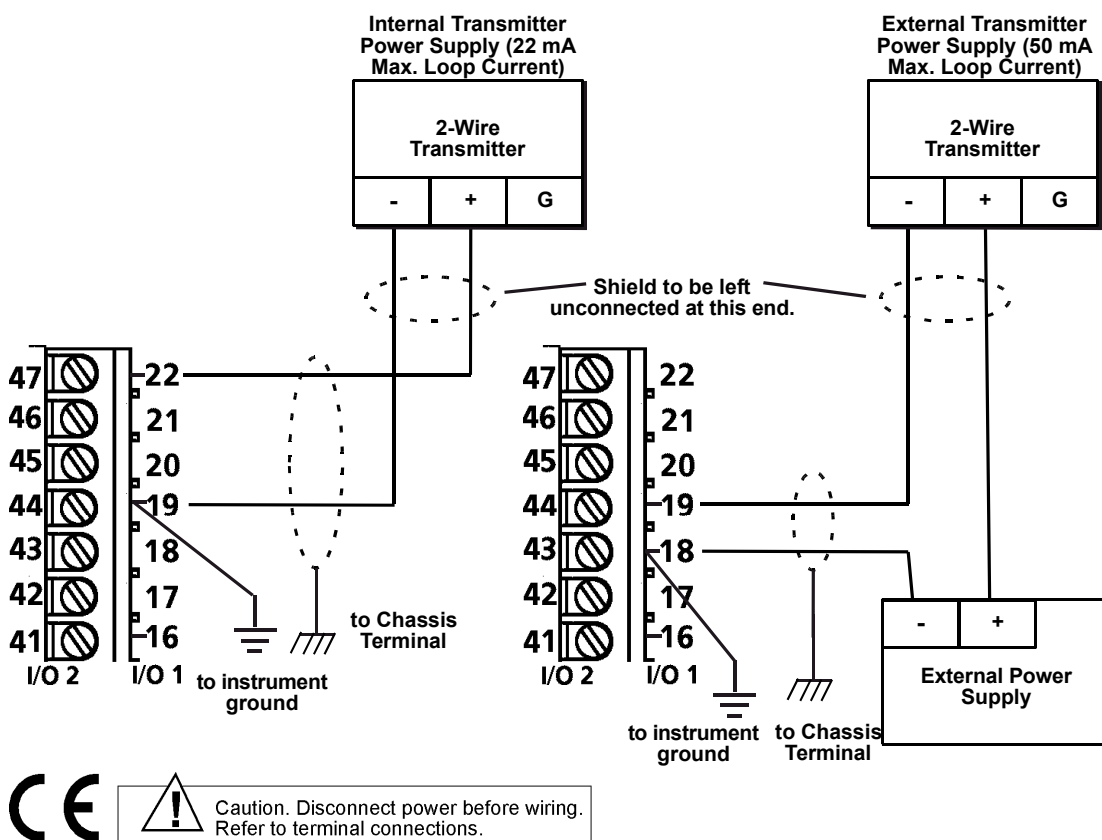 Internal Transmitter
Power Supply (22 mA
Max. Loop Current)
2-Wire
Transmitter
- + G
External Transmitter
Power Supply (50 mA
Max. Loop Current)
2-Wire
Transmitter
- + G
Shield to be left
unconnected at this end.
47 22
46 21
45 20
44 19
43 18
42 17
41 16
I/O 2 I/O 1
to instrument
ground
to Chassis
Terminal
47 22
46 21
45 20
44 19
43 18
42 17
41 16
I/O 2 I/O 1
to instrument
ground
to Chassis
Terminal
- +
External Power
Supply
CE
!
Caution. Disconnect power before wiring.
Refer to terminal connections.